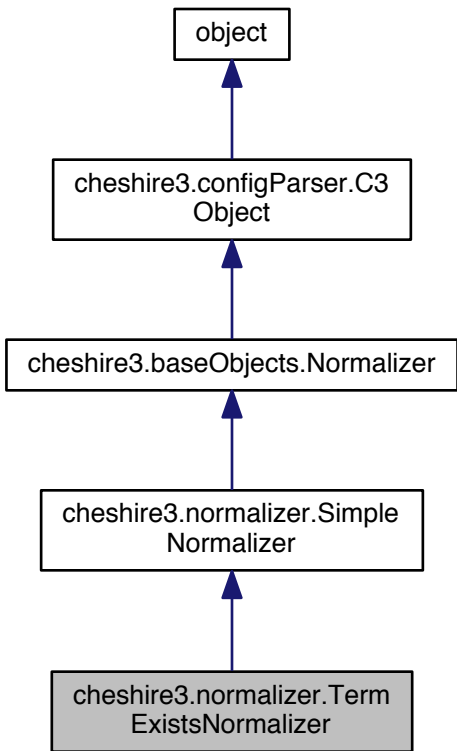 object
cheshire3.configParser.C3
Object
cheshire3.baseObjects.Normalizer
cheshire3.normalizer.Simple
Normalizer
cheshire3.normalizer.Term
ExistsNormalizer